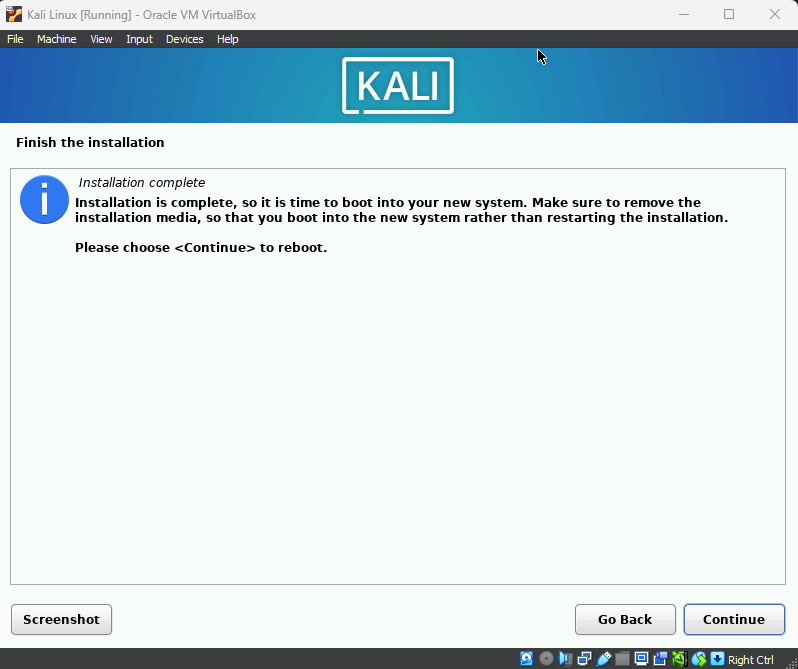 Kali Linux [Running] - Oracle VM VirtualBox
File Machine View Input Devices Help
KALI
Finish the installation
Installation complete
Installation is complete, so it is time to boot into your new system. Make sure to remove the
installation media, so that you boot into the new system rather than restarting the installation.
Please choose <Continue> to reboot.
Screenshot Go Back Continue
Right Ctrl